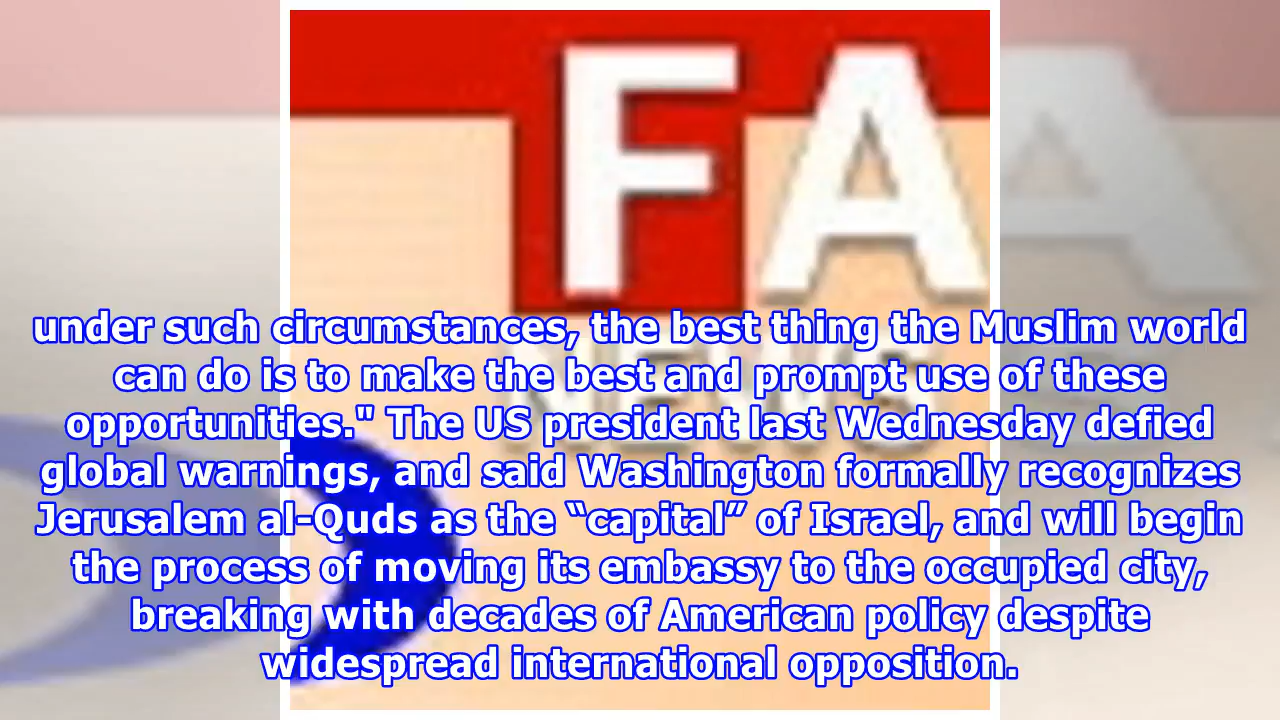 FA
NEWS
under such circumstances, the best thing the Muslim world
can do is to make the best and prompt use of these
opportunities." The US president last Wednesday defied
global warnings, and said Washington formally recognizes
Jerusalem al-Quds as the “capital” of Israel, and will begin
the process of moving its embassy to the occupied city,
breaking with decades of American policy despite
widespread international opposition.